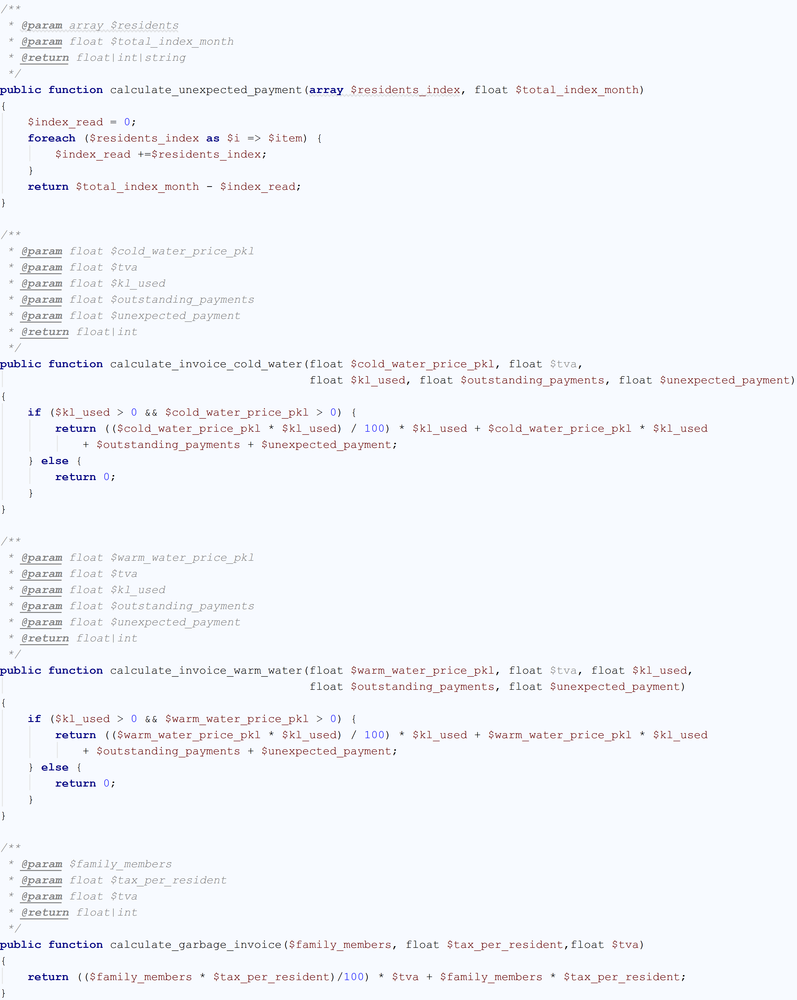 /**
 * @param array $residents
 * @param float $total_index_month
 * @return float|int|string
 */
public function calculate_unexpected_payment(array $residents_index, float $total_index_month)
{
    $index_read = 0;
    foreach ($residents_index as $i => $item) {
        $index_read +=$residents_index;
    }
    return $total_index_month - $index_read;
}

/**
 * @param float $cold_water_price_pkl
 * @param float $tva
 * @param float $kl_used
 * @param float $outstanding_payments
 * @param float $unexpected_payment
 * @return float|int
 */
public function calculate_invoice_cold_water(float $cold_water_price_pkl, float $tva,
                                             float $kl_used, float $outstanding_payments, float $unexpected_payment)
{
    if ($kl_used > 0 && $cold_water_price_pkl > 0) {
        return (($cold_water_price_pkl * $kl_used) / 100) * $kl_used + $cold_water_price_pkl * $kl_used
            + $outstanding_payments + $unexpected_payment;
    } else {
        return 0;
    }
}

/**
 * @param float $warm_water_price_pkl
 * @param float $tva
 * @param float $kl_used
 * @param float $outstanding_payments
 * @param float $unexpected_payment
 * @return float|int
 */
public function calculate_invoice_warm_water(float $warm_water_price_pkl, float $tva, float $kl_used,
                                             float $outstanding_payments, float $unexpected_payment)
{
    if ($kl_used > 0 && $warm_water_price_pkl > 0) {
        return (($warm_water_price_pkl * $kl_used) / 100) * $kl_used + $warm_water_price_pkl * $kl_used
            + $outstanding_payments + $unexpected_payment;
    } else {
        return 0;
    }
}

/**
 * @param $family_members
 * @param float $tax_per_resident
 * @param float $tva
 * @return float|int
 */
public function calculate_garbage_invoice($family_members, float $tax_per_resident,float $tva)
{
    return (($family_members * $tax_per_resident)/100) * $tva + $family_members * $tax_per_resident;
}